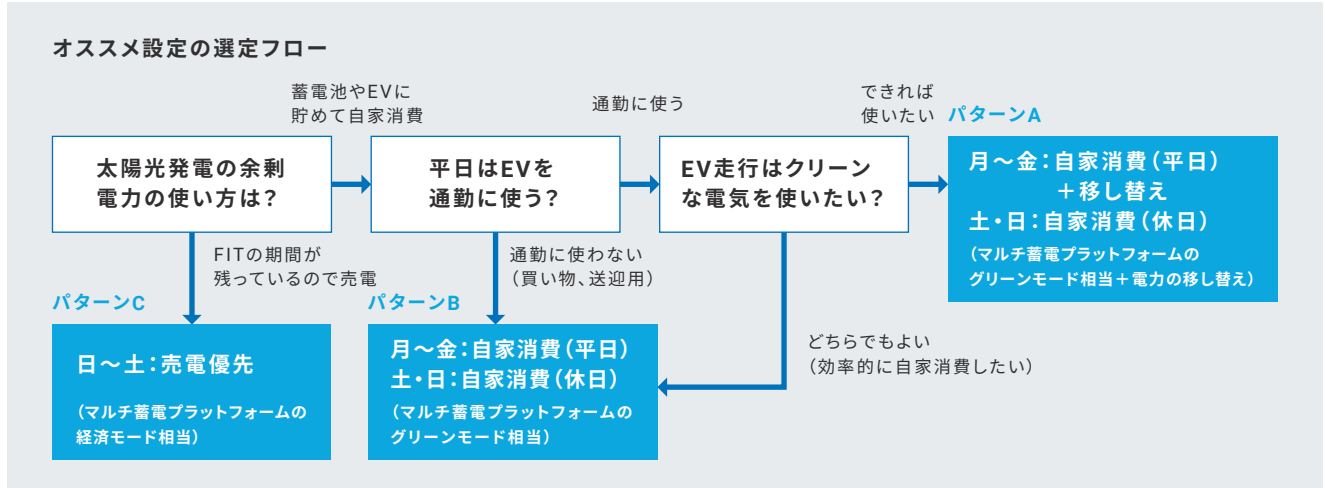 オススメ設定の選定フロー
太陽光発電の余剰
電力の使い方は?
蓄電池やEVに
貯めて自家消費
平日はEVを
通勤に使う?
通勤に使う
EV走行はクリーン
な電気を使いたい?
できれば
使いたい
パターンA
月～金:自家消費(平日)
＋移し替え
土・日:自家消費(休日)
(マルチ蓄電プラットフォームの
グリーンモード相当＋電力の移し替え)
FITの期間が
残っているので売電
パターンC
日～土:売電優先
(マルチ蓄電プラットフォームの
経済モード相当)
通勤に使わない
(買い物、送迎用)
パターンB
月～金:自家消費(平日)
土・日:自家消費(休日)
(マルチ蓄電プラットフォームの
グリーンモード相当)
どちらでもよい
(効率的に自家消費したい)